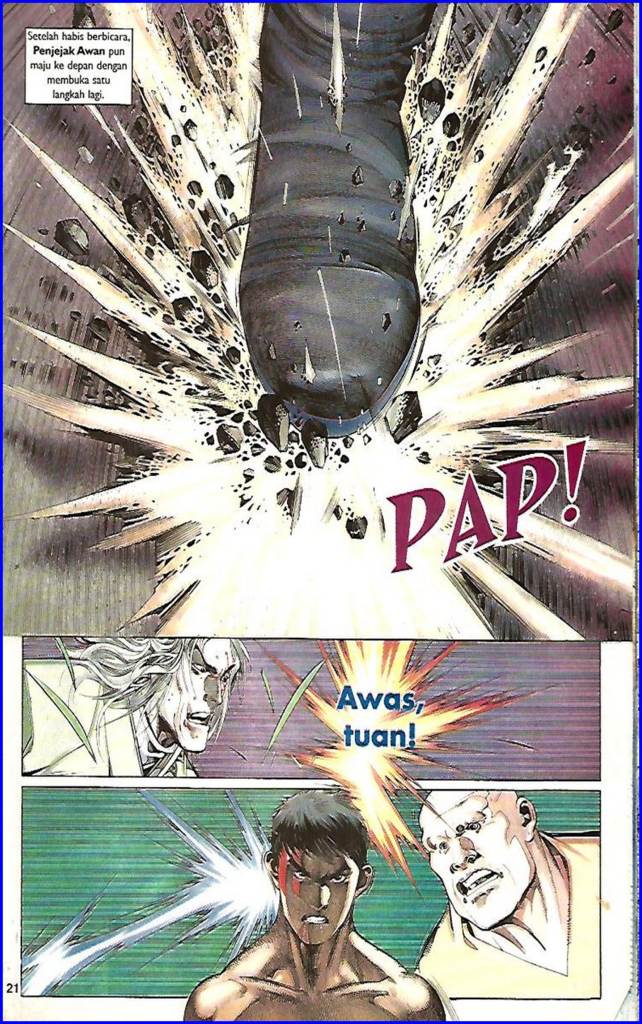 Setelah habis berbicara,
Penjejak Awan pun
maju ke depan dengan
membuka satu
langkah lagi.
PAP!
Awas,
tuan!
21